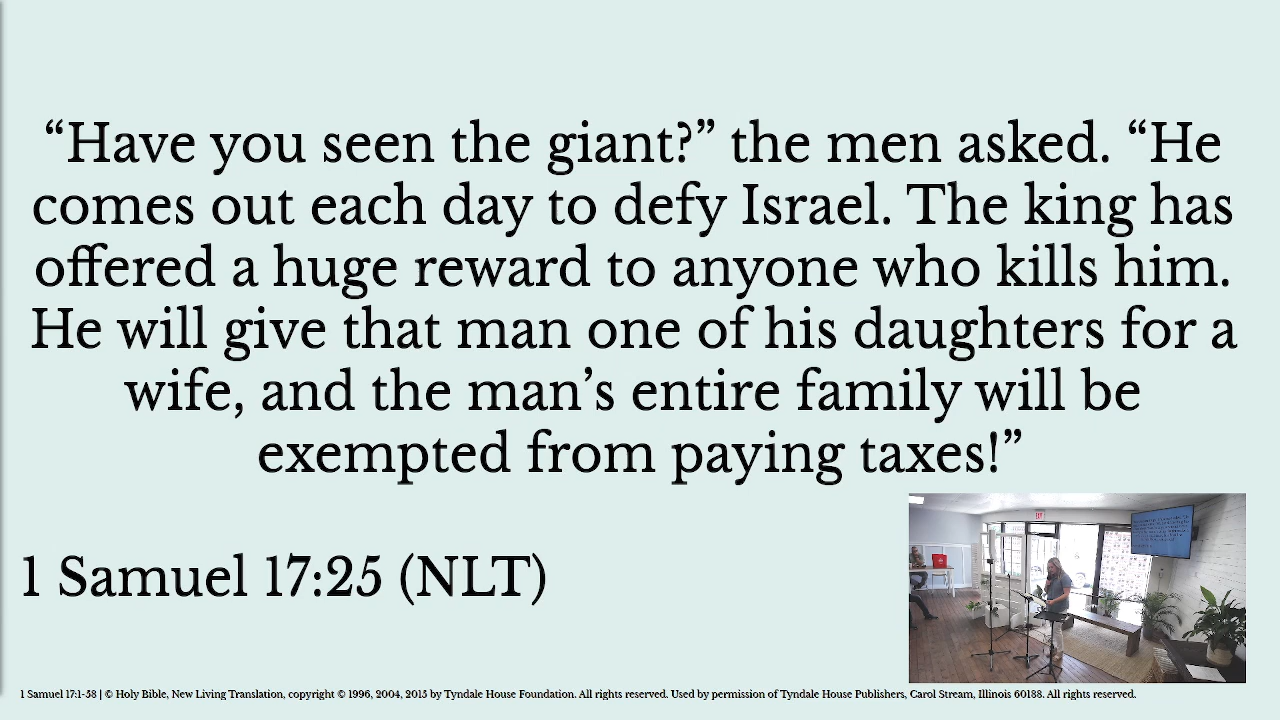 “Have you seen the giant?” the men asked. “He
comes out each day to defy Israel. The king has
offered a huge reward to anyone who kills him.
He will give that man one of his daughters for a
wife, and the man’s entire family will be
exempted from paying taxes!”
1 Samuel 17:25 (NLT)
1 Samuel 17:1-58 | © Holy Bible, New Living Translation, copyright © 1996, 2004, 2015 by Tyndale House Foundation. All rights reserved. Used by permission of Tyndale House Publishers, Carol Stream, Illinois 60188. All rights reserved.